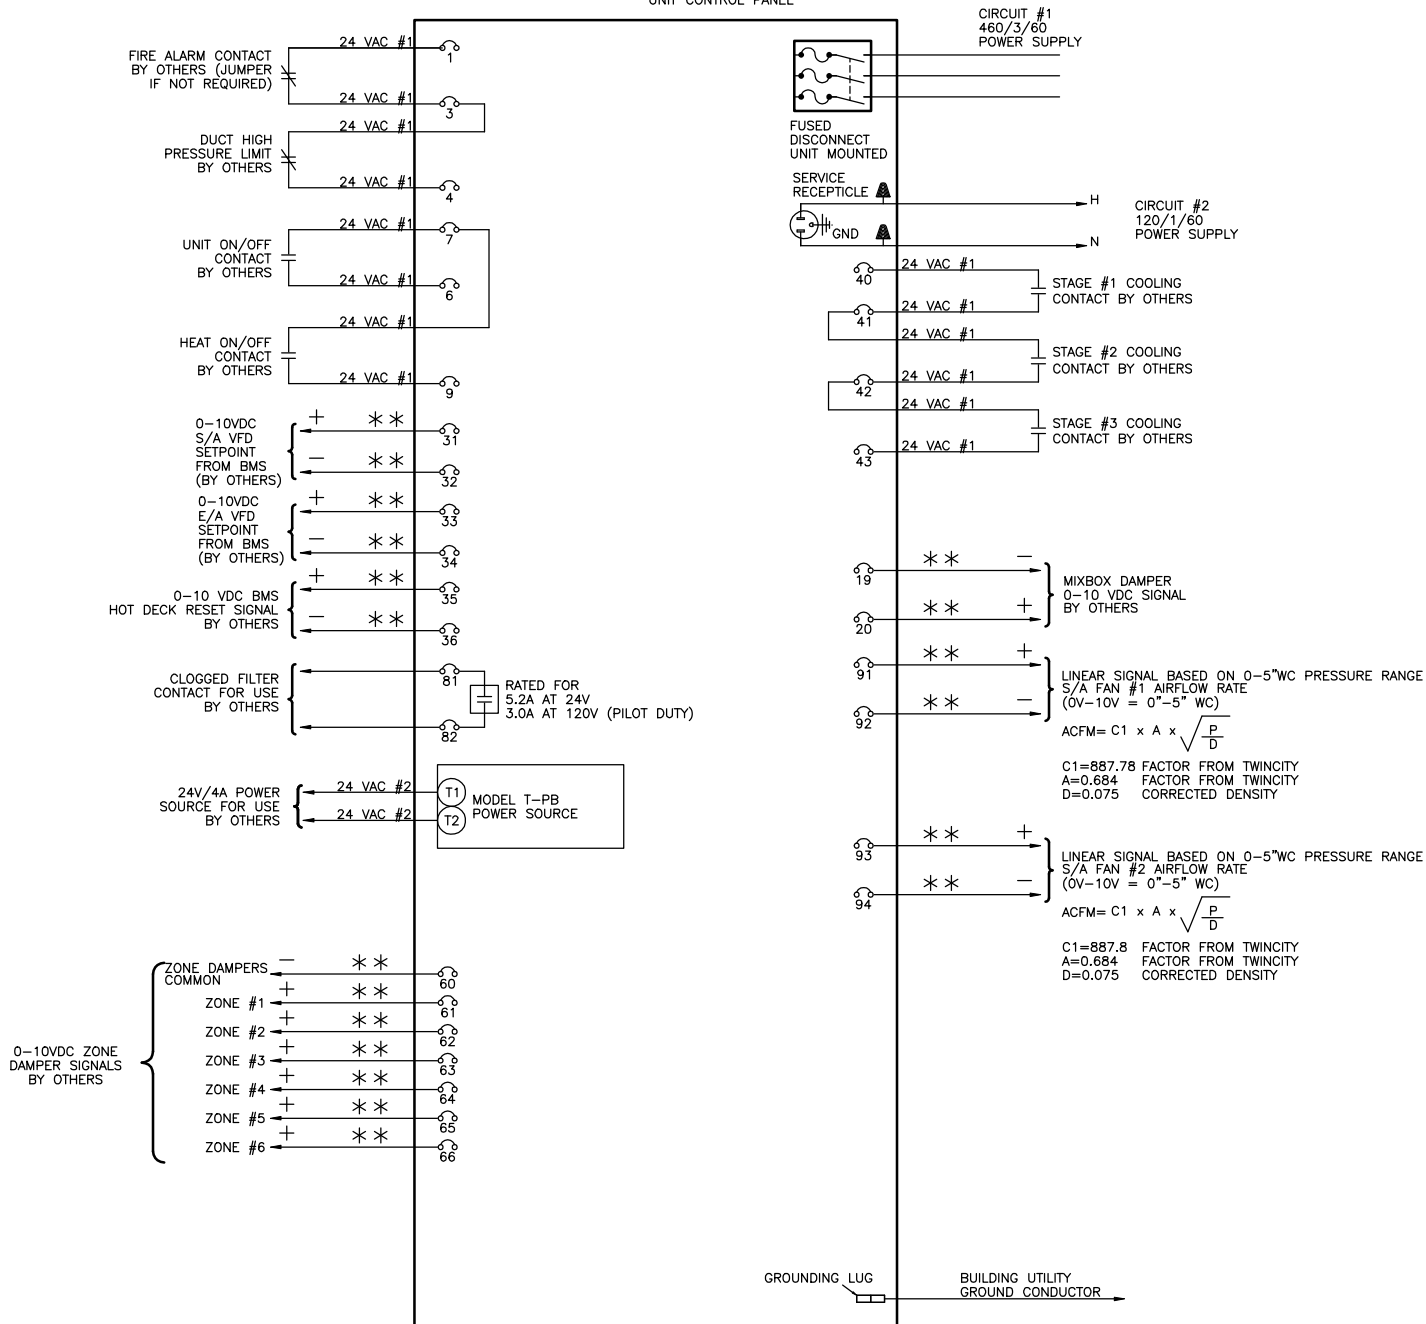 UNIT CONTROL PANEL
FIRE ALARM CONTACT
BY OTHERS (JUMPER
IF NOT REQUIRED)
24 VAC #1
1
24 VAC #1
3
24 VAC #1
DUCT HIGH
PRESSURE LIMIT
BY OTHERS
24 VAC #1
4
24 VAC #1
7
UNIT ON/OFF
CONTACT
BY OTHERS
24 VAC #1
6
24 VAC #1
HEAT ON/OFF
CONTACT
BY OTHERS
24 VAC #1
9
0-10VDC
S/A VFD
SETPOINT
FROM BMS
(BY OTHERS)
+ ** 31
- ** 32
0-10VDC
E/A VFD
SETPOINT
FROM BMS
(BY OTHERS)
+ ** 33
- ** 34
0-10 VDC BMS
HOT DECK RESET SIGNAL
BY OTHERS
+ ** 35
- ** 36
CLOGGED FILTER
CONTACT FOR USE
BY OTHERS
81
82
RATED FOR
5.2A AT 24V
3.0A AT 120V (PILOT DUTY)
24V/4A POWER
SOURCE FOR USE
BY OTHERS
24 VAC #2
24 VAC #2
T1
T2
MODEL T-PB
POWER SOURCE
0-10VDC ZONE
DAMPER SIGNALS
BY OTHERS
ZONE DAMPERS
COMMON
- ** 60
ZONE #1 + ** 61
ZONE #2 + ** 62
ZONE #3 + ** 63
ZONE #4 + ** 64
ZONE #5 + ** 65
ZONE #6 + ** 66
CIRCUIT #1
460/3/60
POWER SUPPLY
FUSED
DISCONNECT
UNIT MOUNTED
SERVICE
RECEPTICLE
GND
H
N
CIRCUIT #2
120/1/60
POWER SUPPLY
40
24 VAC #1
STAGE #1 COOLING
CONTACT BY OTHERS
41
24 VAC #1
24 VAC #1
STAGE #2 COOLING
CONTACT BY OTHERS
42
24 VAC #1
24 VAC #1
STAGE #3 COOLING
CONTACT BY OTHERS
43
24 VAC #1
19 ** -
20 ** +
MIXBOX DAMPER
0-10 VDC SIGNAL
BY OTHERS
91 ** +
92 ** -
LINEAR SIGNAL BASED ON 0-5"WC PRESSURE RANGE
S/A FAN #1 AIRFLOW RATE
(0V-10V = 0"-5" WC)
ACFM= C1 x A x √P/D
C1=887.78 FACTOR FROM TWINCITY
A=0.684 FACTOR FROM TWINCITY
D=0.075 CORRECTED DENSITY
93 ** +
94 ** -
LINEAR SIGNAL BASED ON 0-5"WC PRESSURE RANGE
S/A FAN #2 AIRFLOW RATE
(0V-10V = 0"-5" WC)
ACFM= C1 x A x √P/D
C1=887.8 FACTOR FROM TWINCITY
A=0.684 FACTOR FROM TWINCITY
D=0.075 CORRECTED DENSITY
GROUNDING LUG
BUILDING UTILITY
GROUND CONDUCTOR